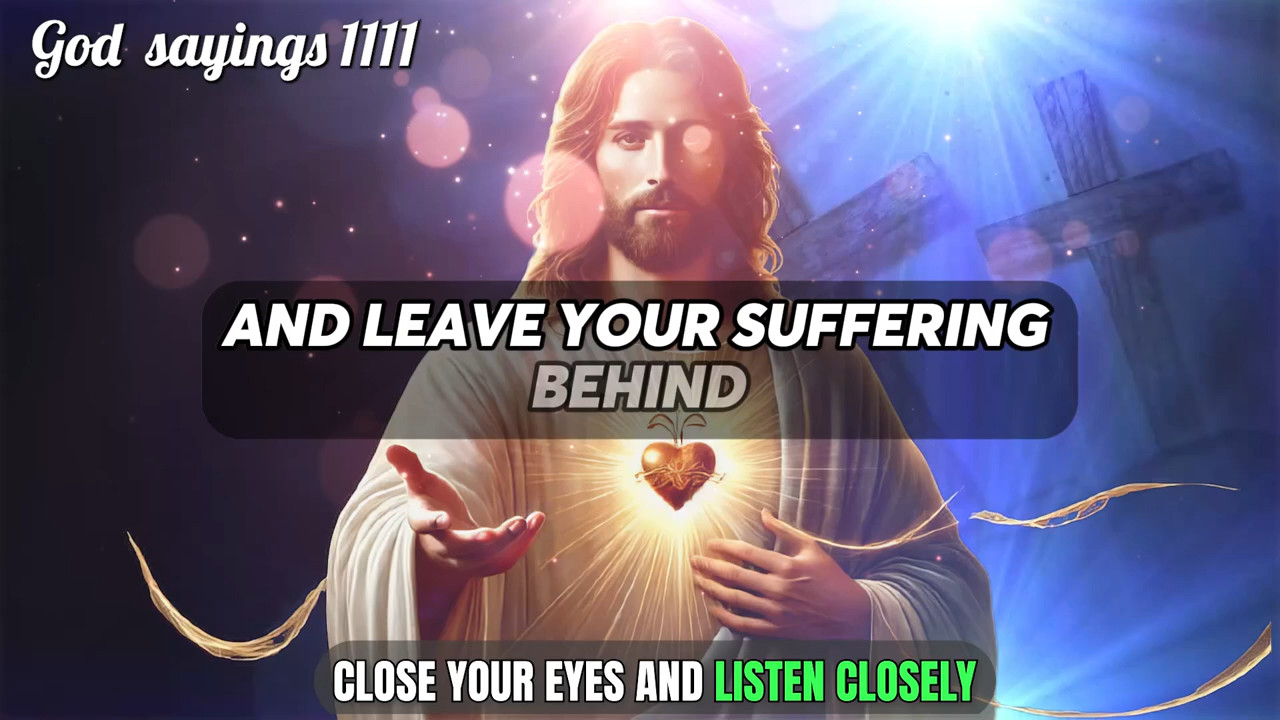 God sayings 1111
AND LEAVE YOUR SUFFERING
BEHIND
CLOSE YOUR EYES AND LISTEN CLOSELY